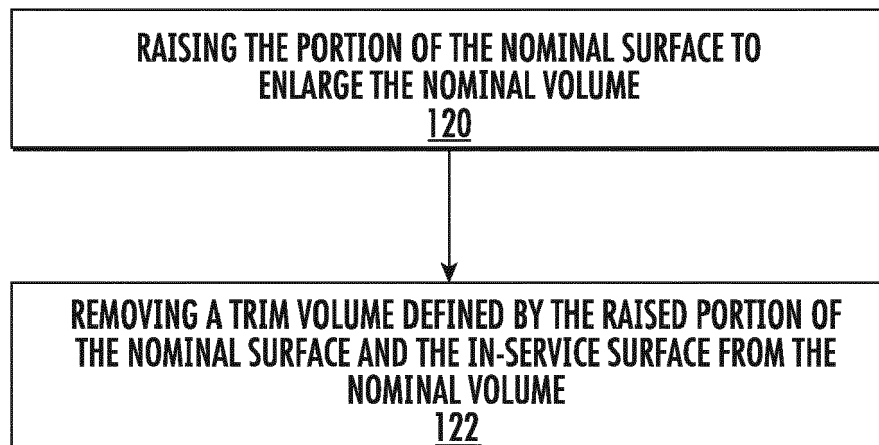 RAISING THE PORTION OF THE NOMINAL SURFACE TO
ENLARGE THE NOMINAL VOLUME
120
REMOVING A TRIM VOLUME DEFINED BY THE RAISED PORTION OF
THE NOMINAL SURFACE AND THE IN-SERVICE SURFACE FROM THE
NOMINAL VOLUME
122